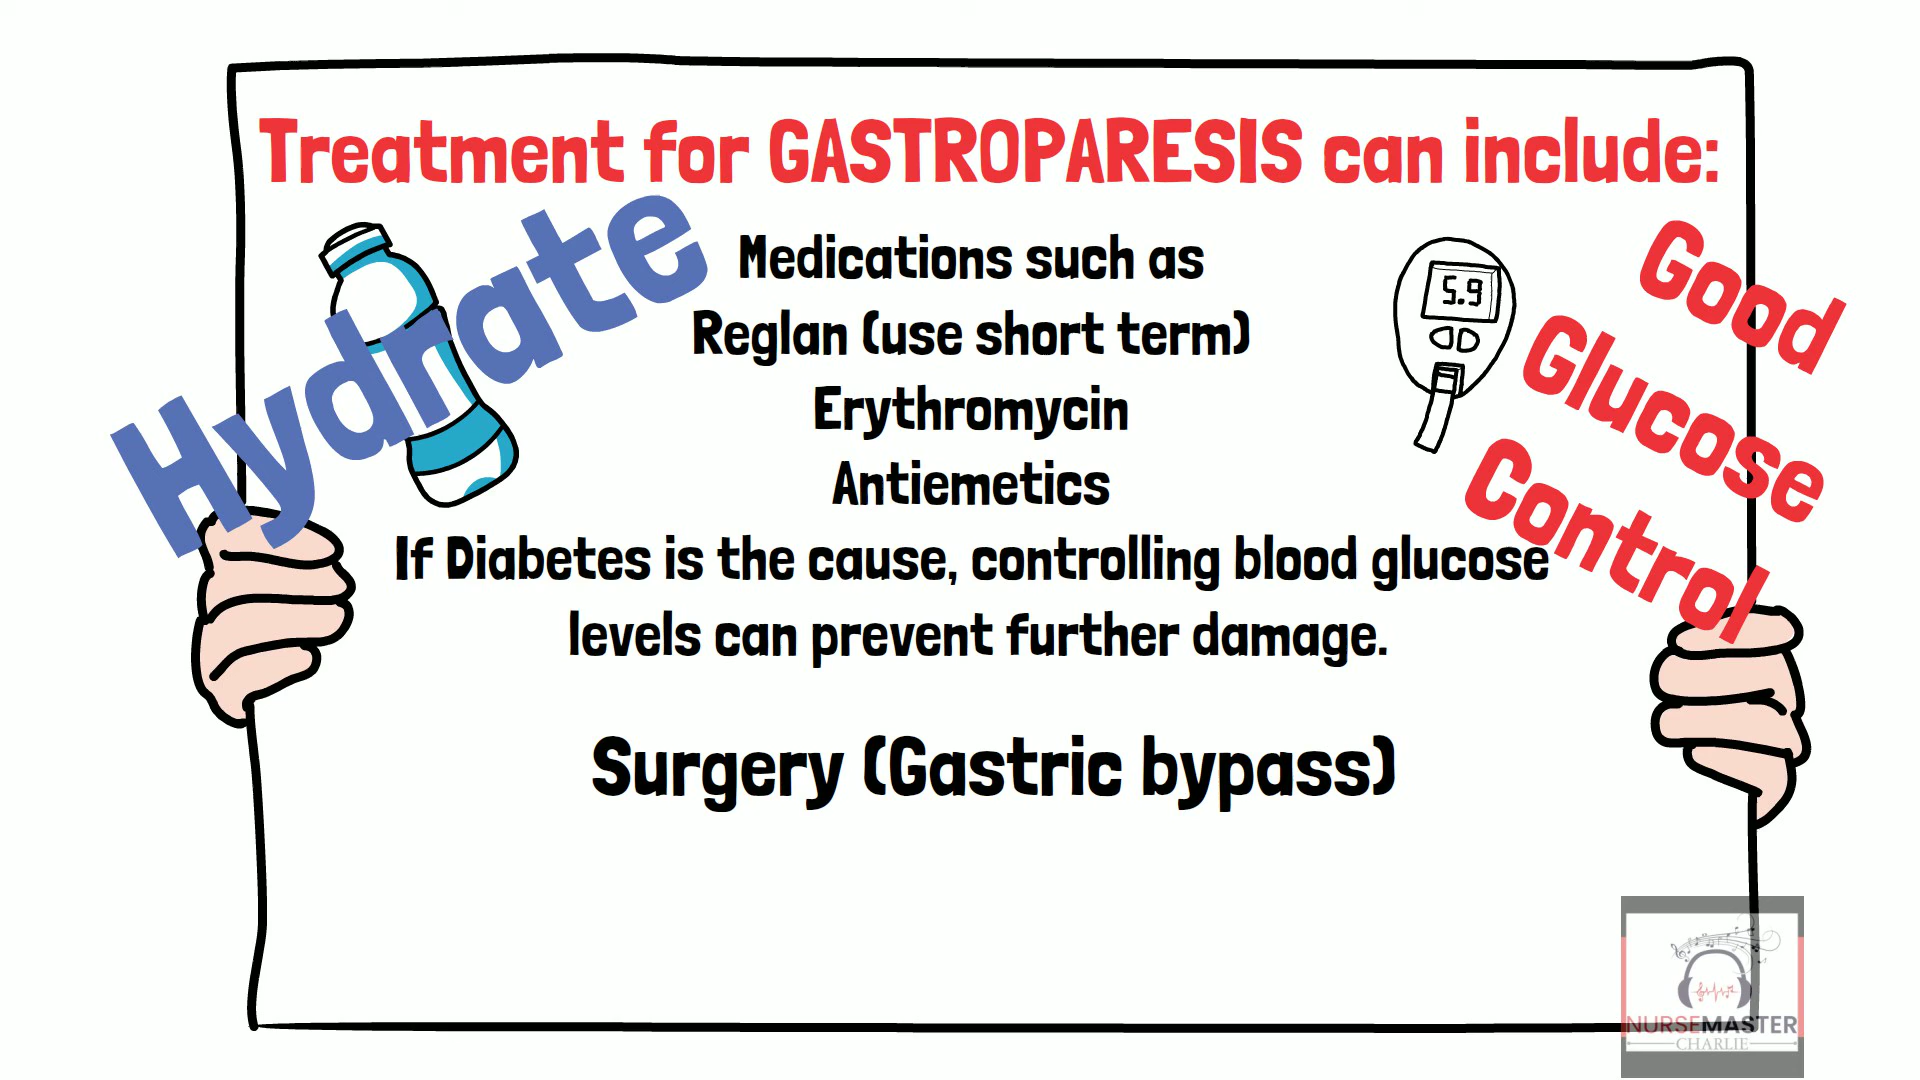 Treatment for GASTROPARESIS can include:
Hydrate
Medications such as
Reglan (use short term)
Erythromycin
Antiemetics
If Diabetes is the cause, controlling blood glucose
levels can prevent further damage.
Surgery (Gastric bypass)
5.9
Good
Glucose
Control
NURSEMASTER
CHARLIE